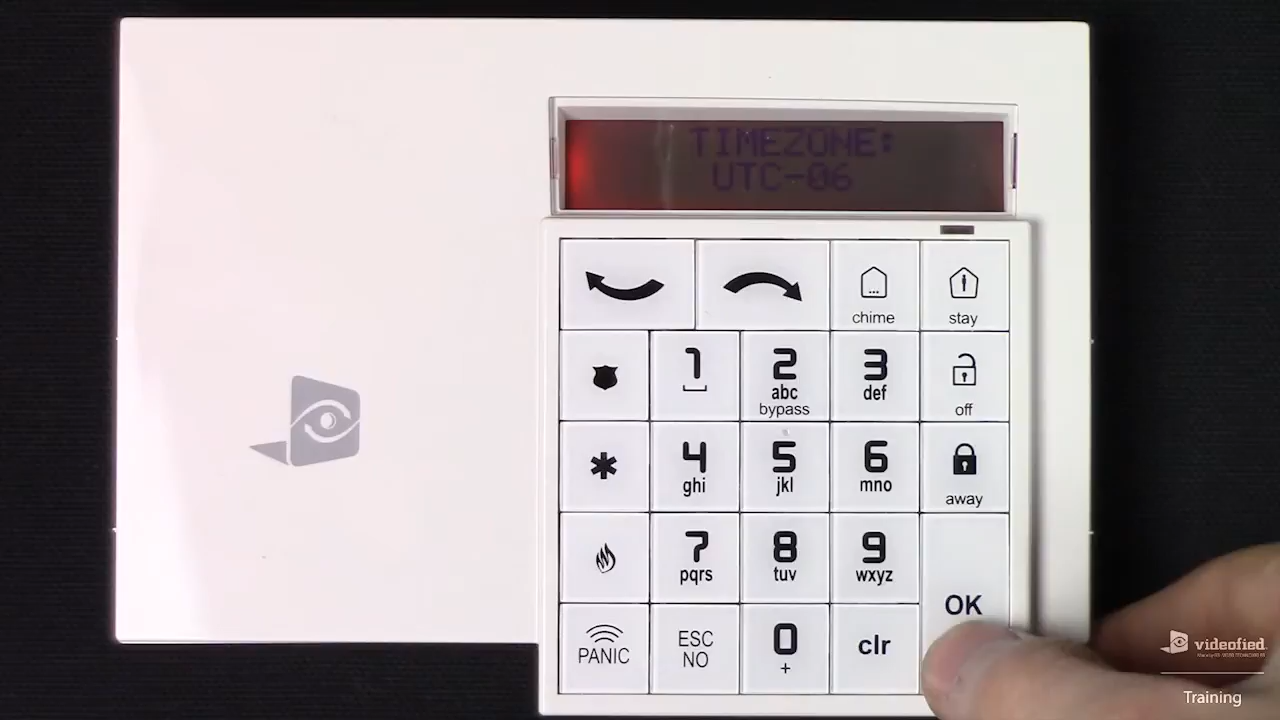 TIMEZONE:
UTC-06
chime
stay
1
2
abc
bypass
3
def
off
4
ghi
5
jkl
6
mno
away
7
pqrs
8
tuv
9
wxyz
OK
PANIC
ESC
NO
0
+
clr
videofied
Training